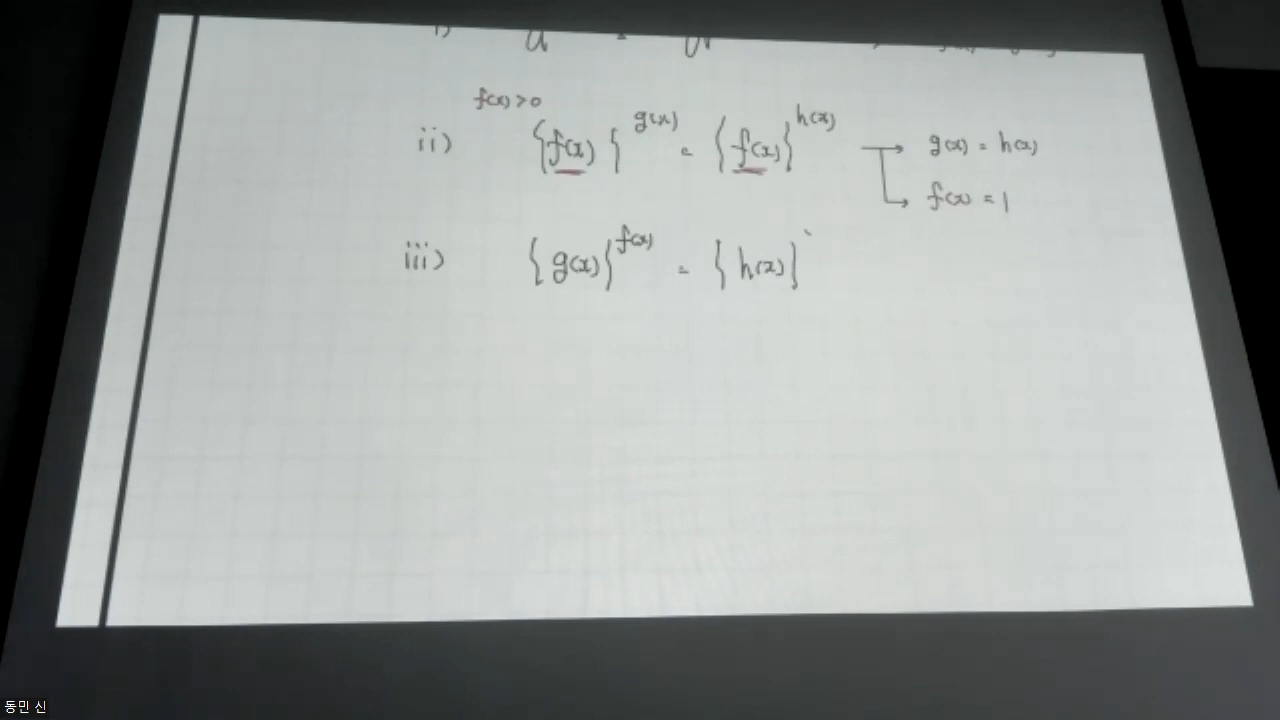 f(x) > 0
ii) {f(x)}^{g(x)} = {f(x)}^{h(x)} → g(x) = h(x)
→ f(x) = 1
iii) {g(x)}^{f(x)} = {h(x)}
동민 신